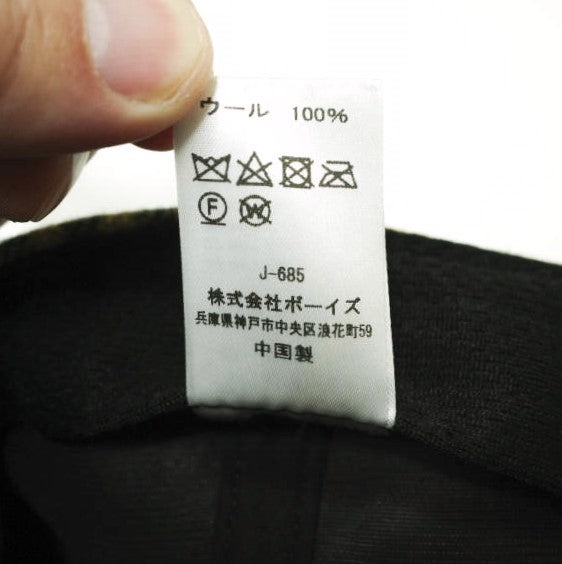 ウール 100%
F W
J-685
株式会社ボーイズ
兵庫県神戸市中央区浪花町59
中国製